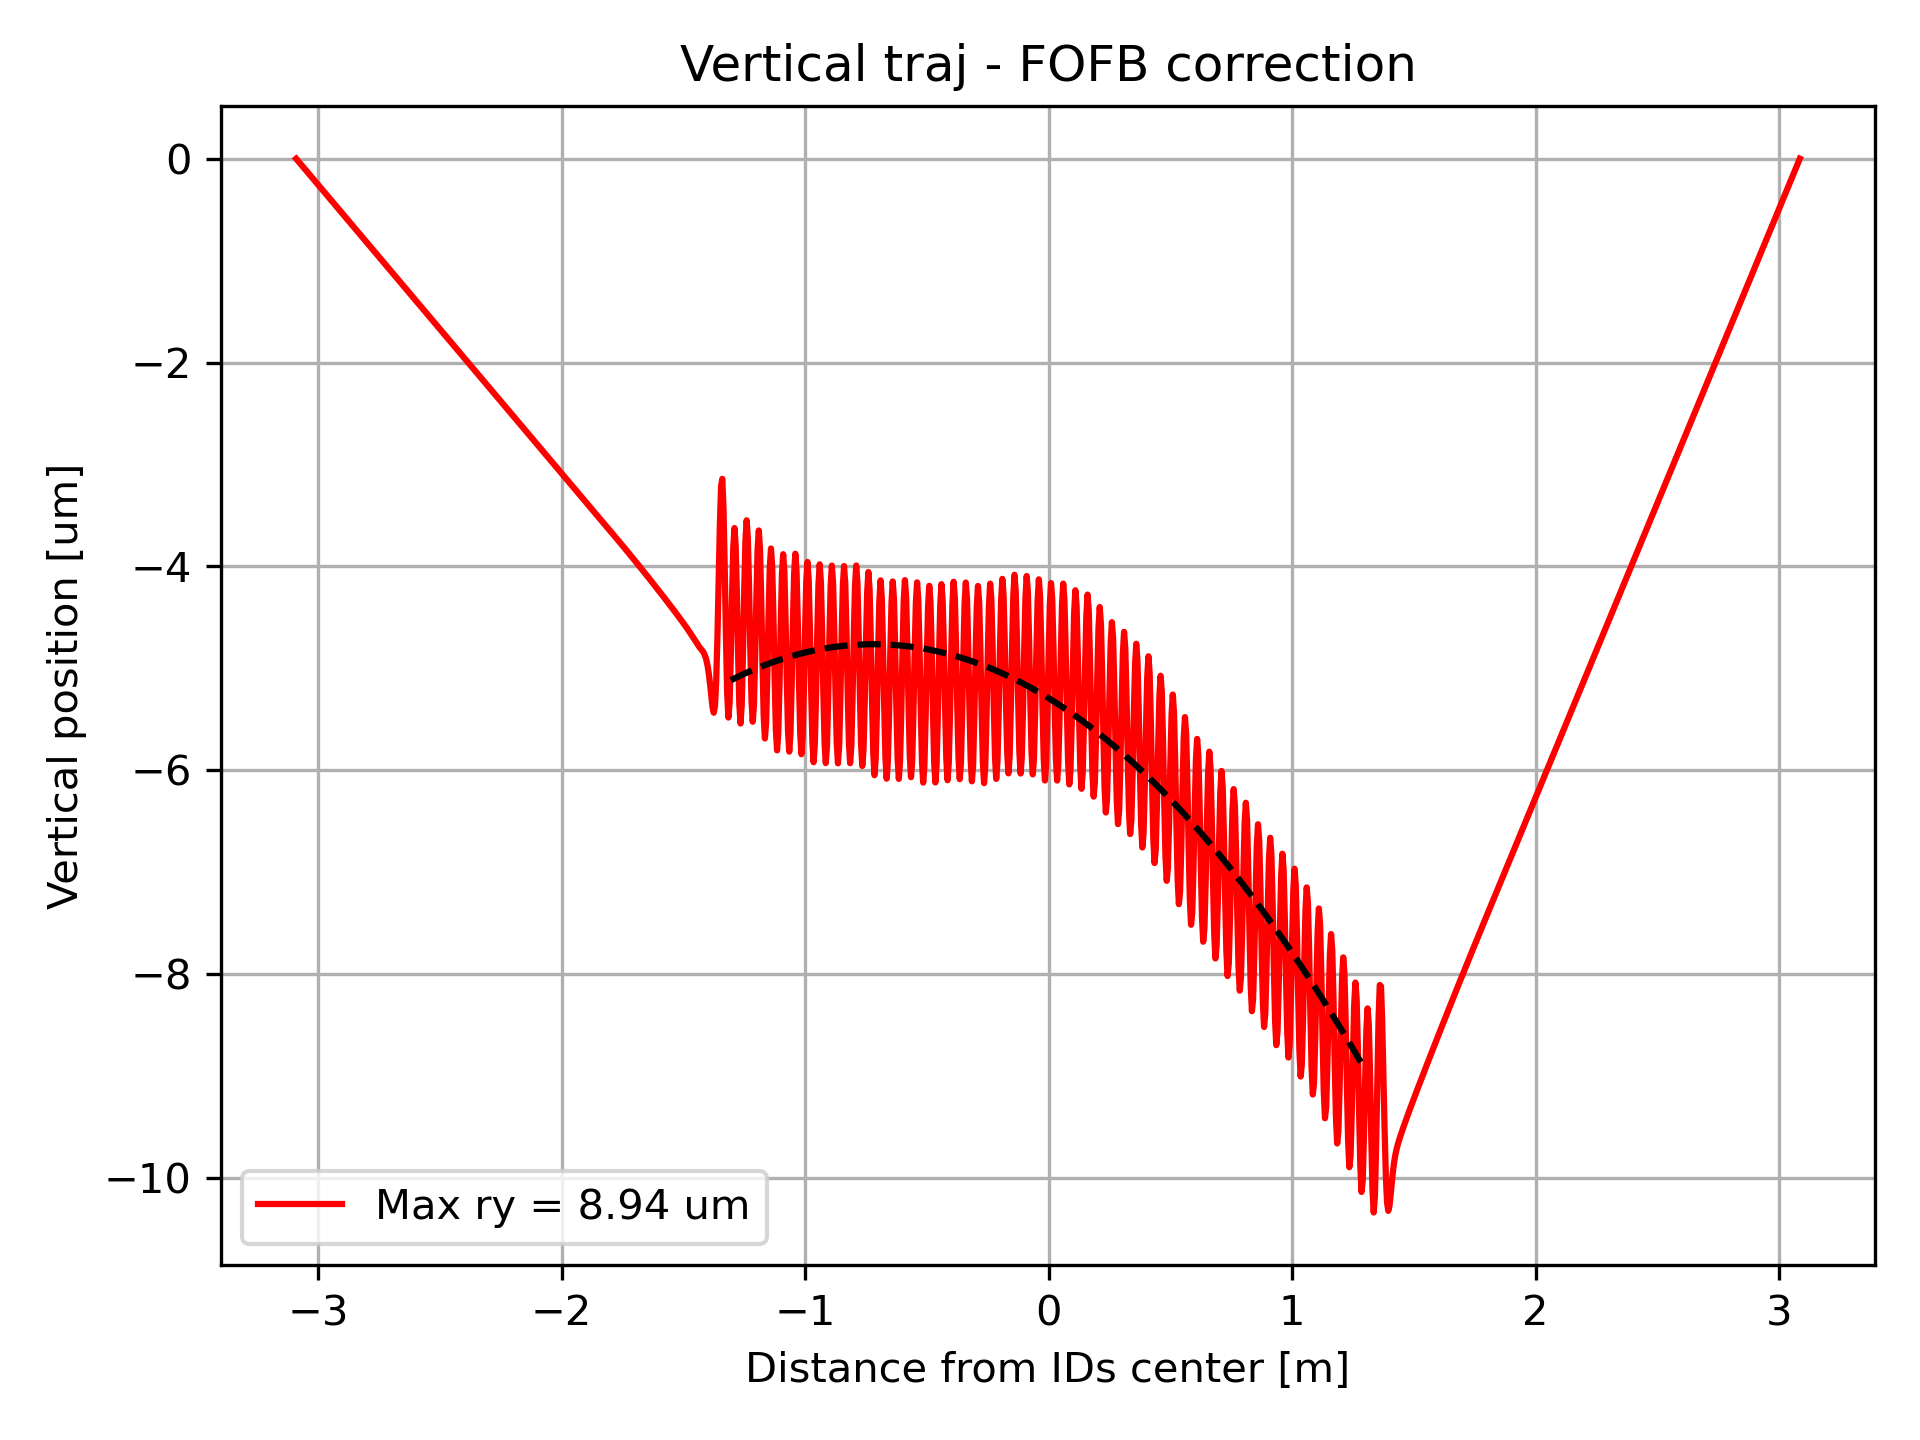 Vertical traj - FOFB correction
Vertical position [um]
0
−2
−4
−6
−8
−10
Max ry = 8.94 um
−3 −2 −1 0 1 2 3
Distance from IDs center [m]